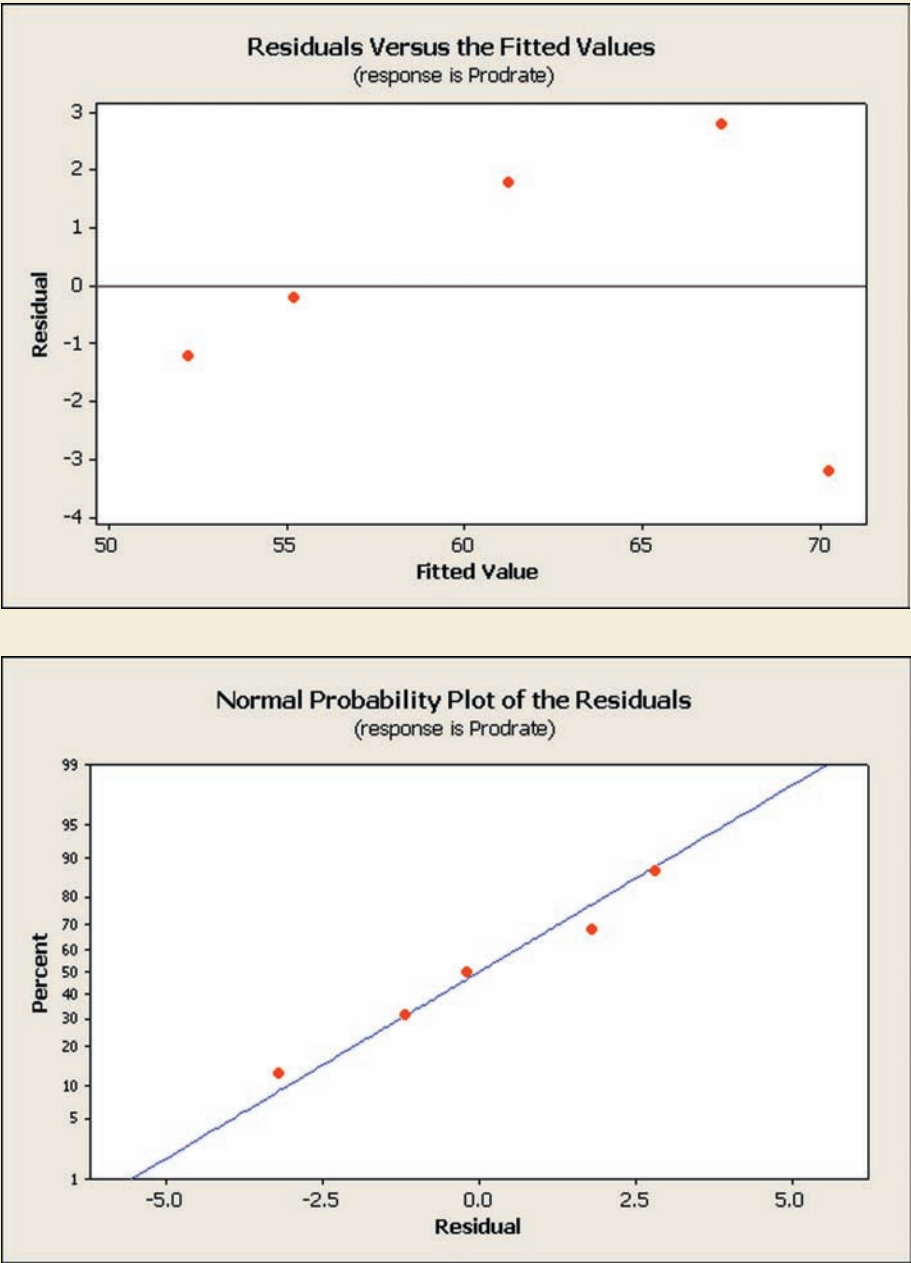 Residuals Versus the Fitted Values
(response is Prodrate)
3
2
1
0
-1
-2
-3
-4
Residual
50 55 60 65 70
Fitted Value
Normal Probability Plot of the Residuals
(response is Prodrate)
99
95
90
80
70
60
50
40
30
20
10
5
1
Percent
-5.0 -2.5 0.0 2.5 5.0
Residual